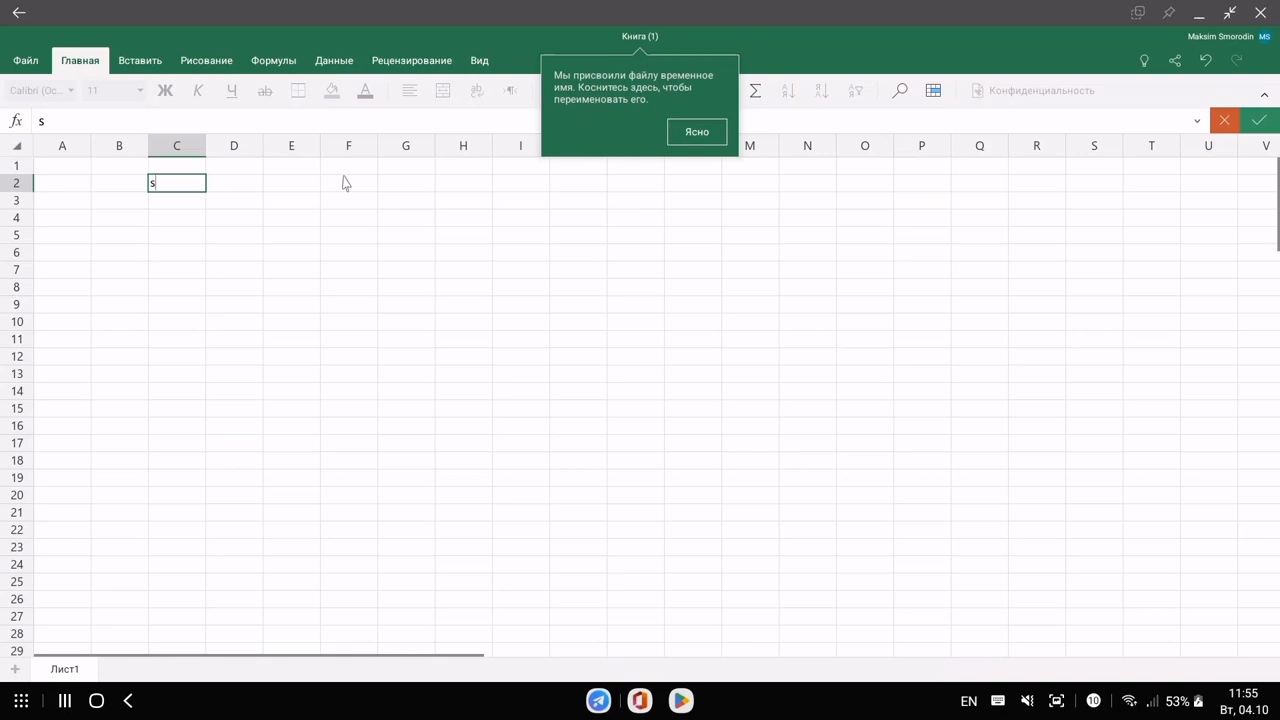 Книга (1)
Maksim Smorodin MS
Файл Главная Вставить Рисование Формулы Данные Рецензирование Вид
Мы присвоили файлу временное
имя. Коснитесь здесь, чтобы
переименовать его.
Ясно
Calibri (Ос... 11 Ж К Ч ab А ab Σ Конфиденциальность
fx s
A B C D E F G H I M N O P Q R S T U V
1
2 s
3
4
5
6
7
8
9
10
11
12
13
14
15
16
17
18
19
20
21
22
23
24
25
26
27
28
29
Лист1
EN 10 53% 11:55
Вт, 04.10